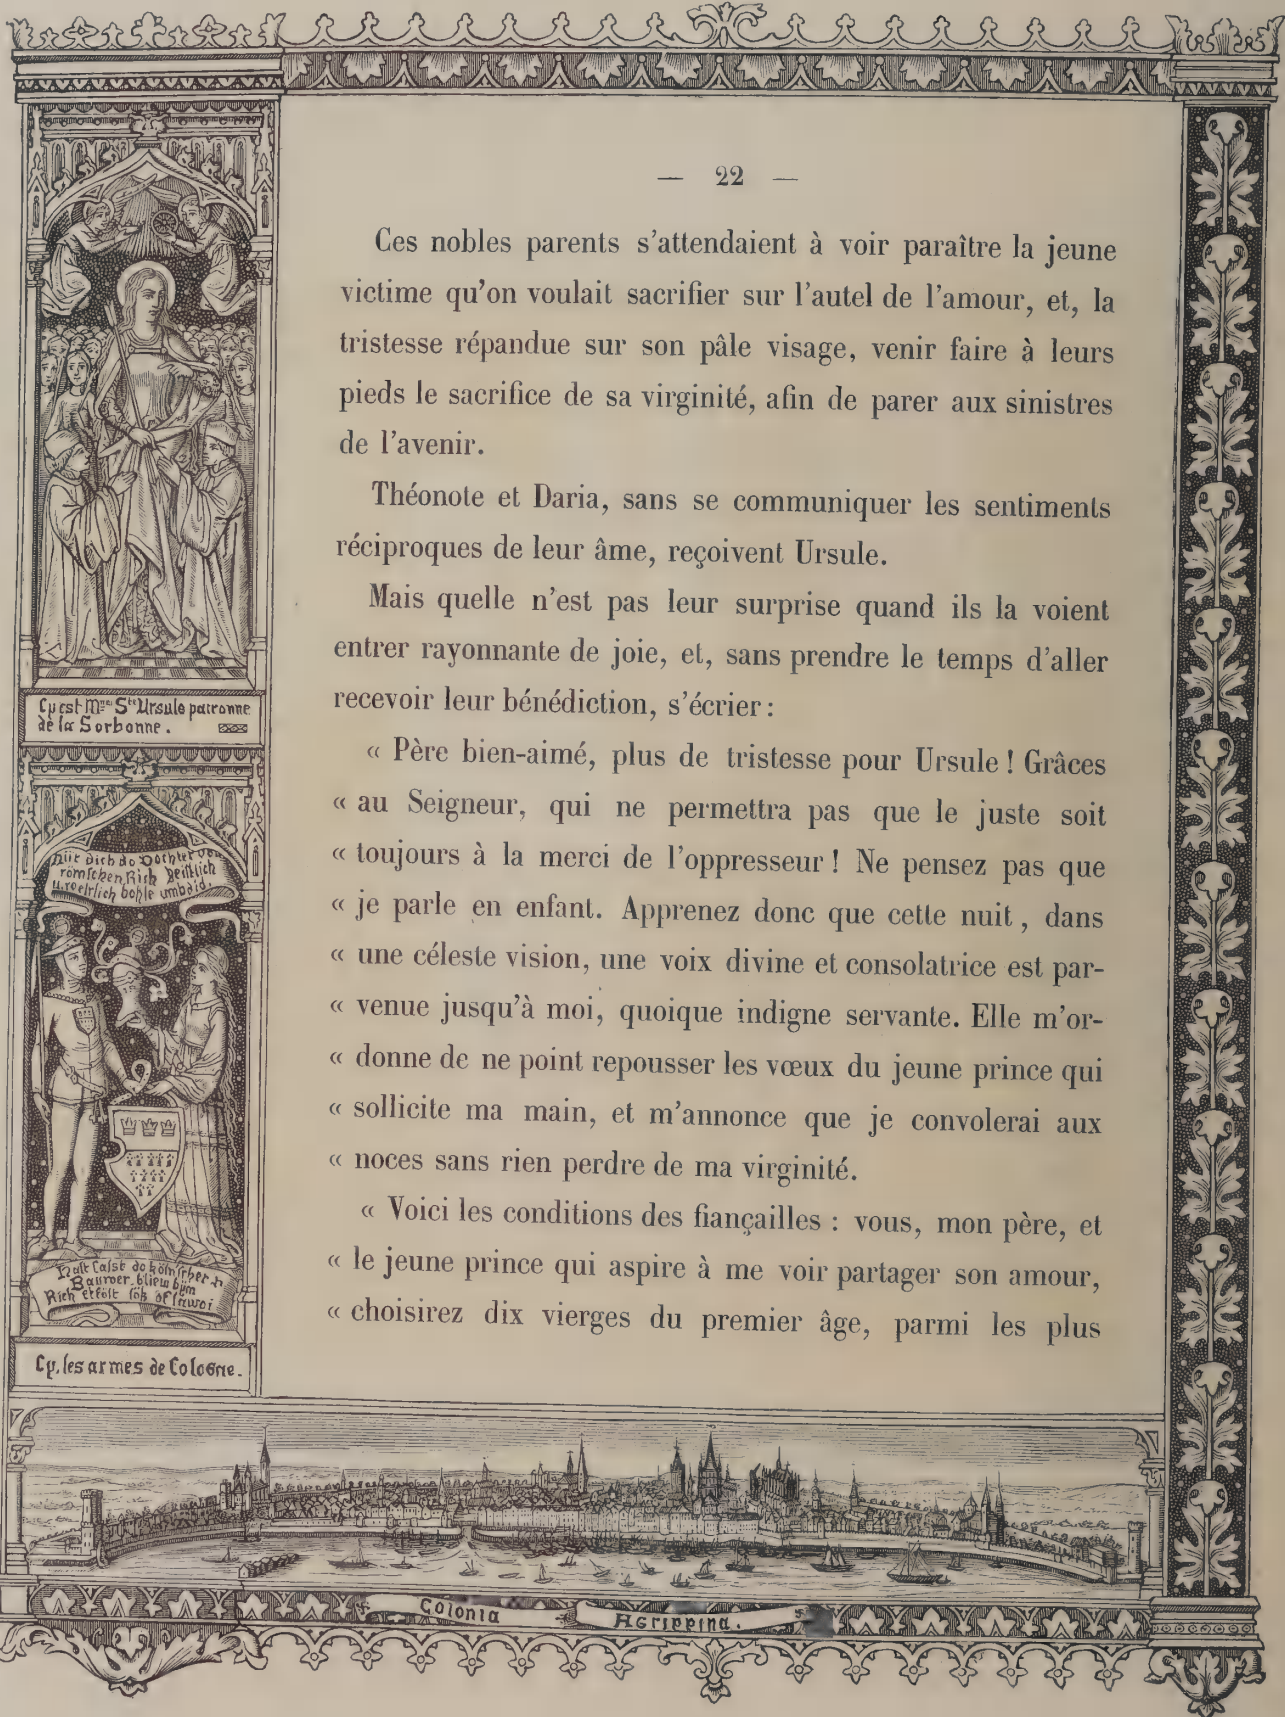 — 22 —
Ces nobles parents s'attendaient à voir paraître la jeune
victime qu'on voulait sacrifier sur l'autel de l'amour, et, la
tristesse répandue sur son pâle visage, venir faire à leurs
pieds le sacrifice de sa virginité, afin de parer aux sinistres
de l'avenir.
Théonote et Daria, sans se communiquer les sentiments
réciproques de leur âme, reçoivent Ursule.
Mais quelle n'est pas leur surprise quand ils la voient
entrer rayonnante de joie, et, sans prendre le temps d'aller
recevoir leur bénédiction, s'écrier :
« Père bien-aimé, plus de tristesse pour Ursule ! Grâces
« au Seigneur, qui ne permettra pas que le juste soit
« toujours à la merci de l'oppresseur ! Ne pensez pas que
« je parle en enfant. Apprenez donc que cette nuit, dans
« une céleste vision, une voix divine et consolatrice est par-
« venue jusqu'à moi, quoique indigne servante. Elle m'or-
« donne de ne point repousser les vœux du jeune prince qui
« sollicite ma main, et m'annonce que je convolerai aux
« noces sans rien perdre de ma virginité.
« Voici les conditions des fiançailles : vous, mon père, et
« le jeune prince qui aspire à me voir partager son amour,
« choisirez dix vierges du premier âge, parmi les plus
Cy est Mme Ste Ursule patronne
de la Sorbonne.
dich do Dochter
römschen Rich
bohle
do
Rich
Cy. les armes de Cologne.
Colonia
Agrippina.